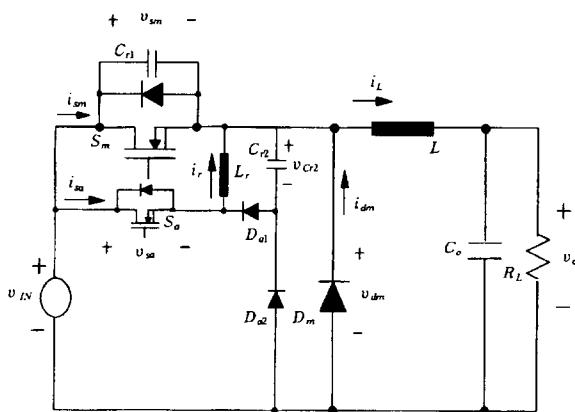 + v_sm −
C_r1
i_sm
i_L
S_m
+
C_r2
v_Cr2
−
L
i_r
L_r
i_sa
i_dm
S_a
D_a1
+ v_sa −
C_o
+
v_o
−
R_L
+
v_IN
−
D_a2
D_m
+
v_dm
−